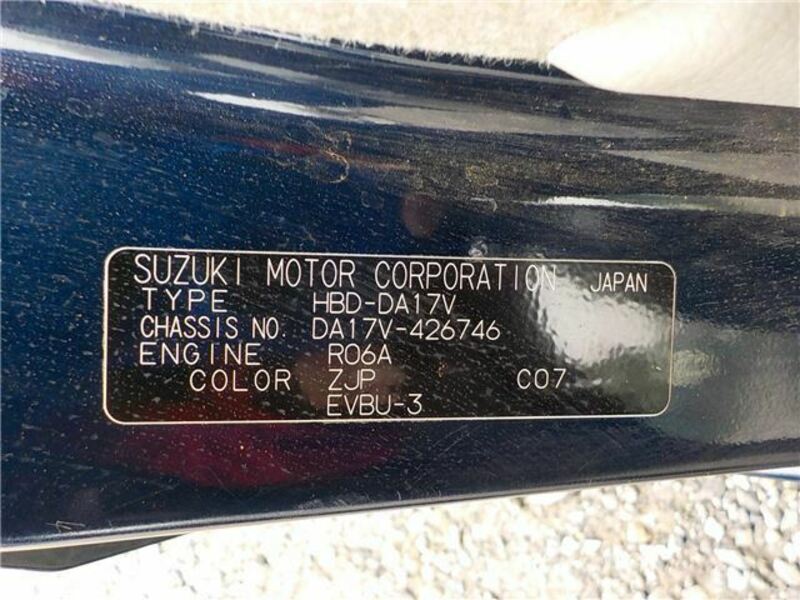 SUZUKI MOTOR CORPORATION JAPAN
TYPE HBD-DA17V
CHASSIS NO. DA17V-426746
ENGINE R06A
COLOR ZJP C07
EVBU-3